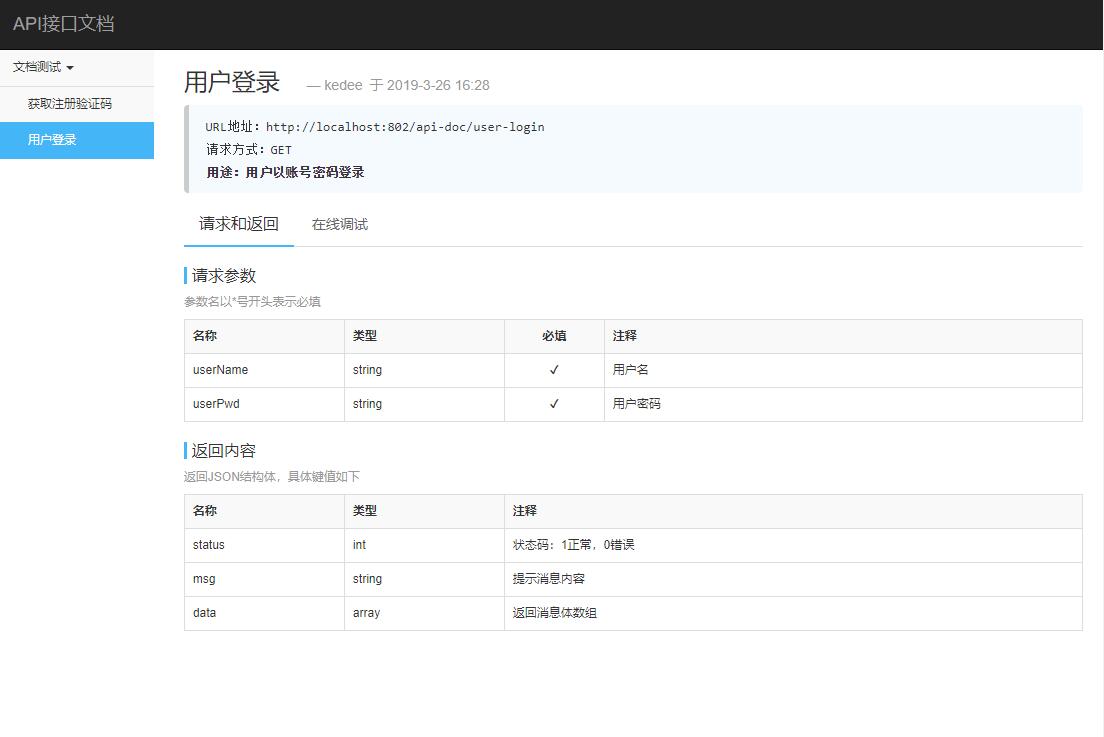 API接口文档
文档测试
获取注册验证码
用户登录
用户登录 — kedee 于 2019-3-26 16:28
URL地址：http://localhost:802/api-doc/user-login
请求方式：GET
用途：用户以账号密码登录
请求和返回 在线调试
请求参数
参数名以*号开头表示必填
名称 类型 必填 注释
userName string ✓ 用户名
userPwd string ✓ 用户密码
返回内容
返回JSON结构体，具体键值如下
名称 类型 注释
status int 状态码：1正常，0错误
msg string 提示消息内容
data array 返回消息体数组